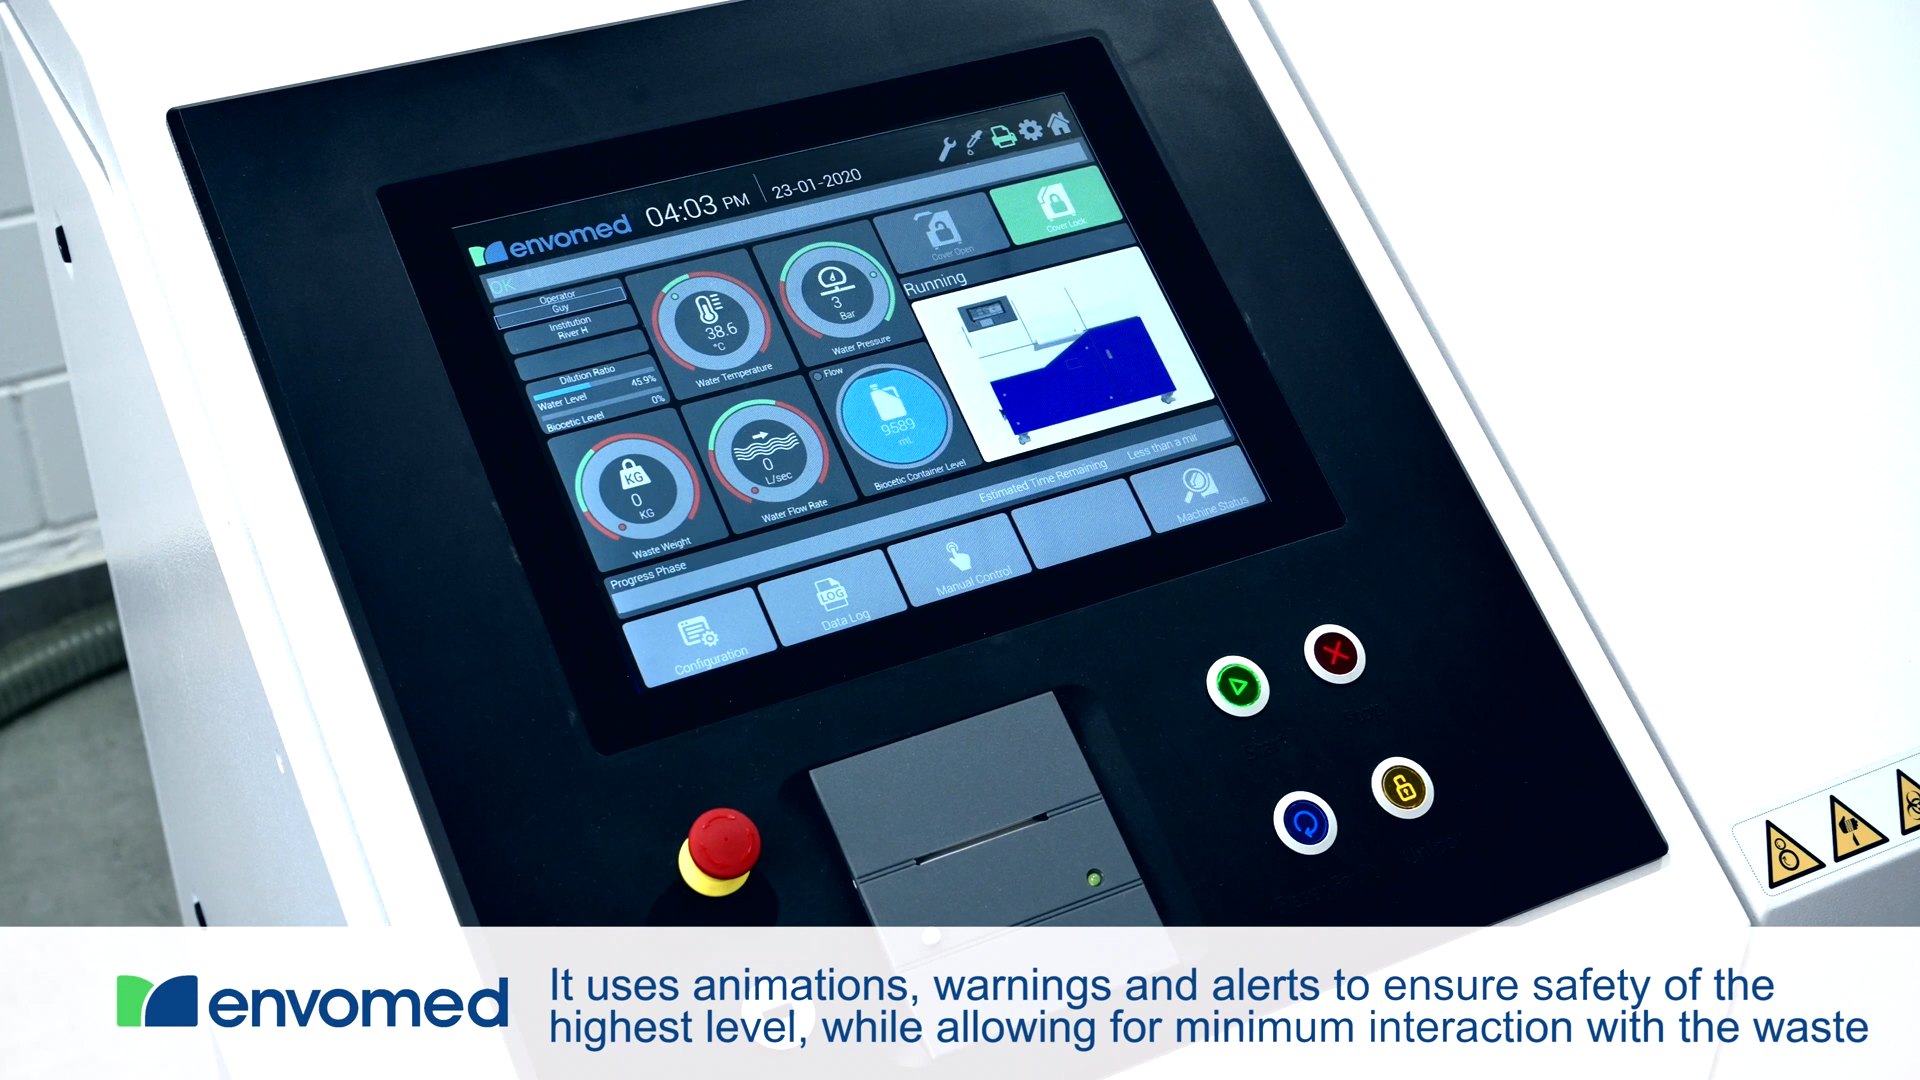 envomed 04:03 PM 23-01-2020
OK
Cover Open
Cover Lock
Operator
Guy
Institution
River H
Dilution Ratio
Water Level 45.9%
Biocetic Level 0%
38.6
°C
Water Temperature
3
Bar
Water Pressure
Running
0
KG
KG
Waste Weight
0
L/sec
Water Flow Rate
Flow
9589
mL
Biocetic Container Level
Estimated Time Remaining Less than a mir
Progress Phase
Configuration
LOG
Data Log
Manual Control
Machine Status
envomed
It uses animations, warnings and alerts to ensure safety of the
highest level, while allowing for minimum interaction with the waste